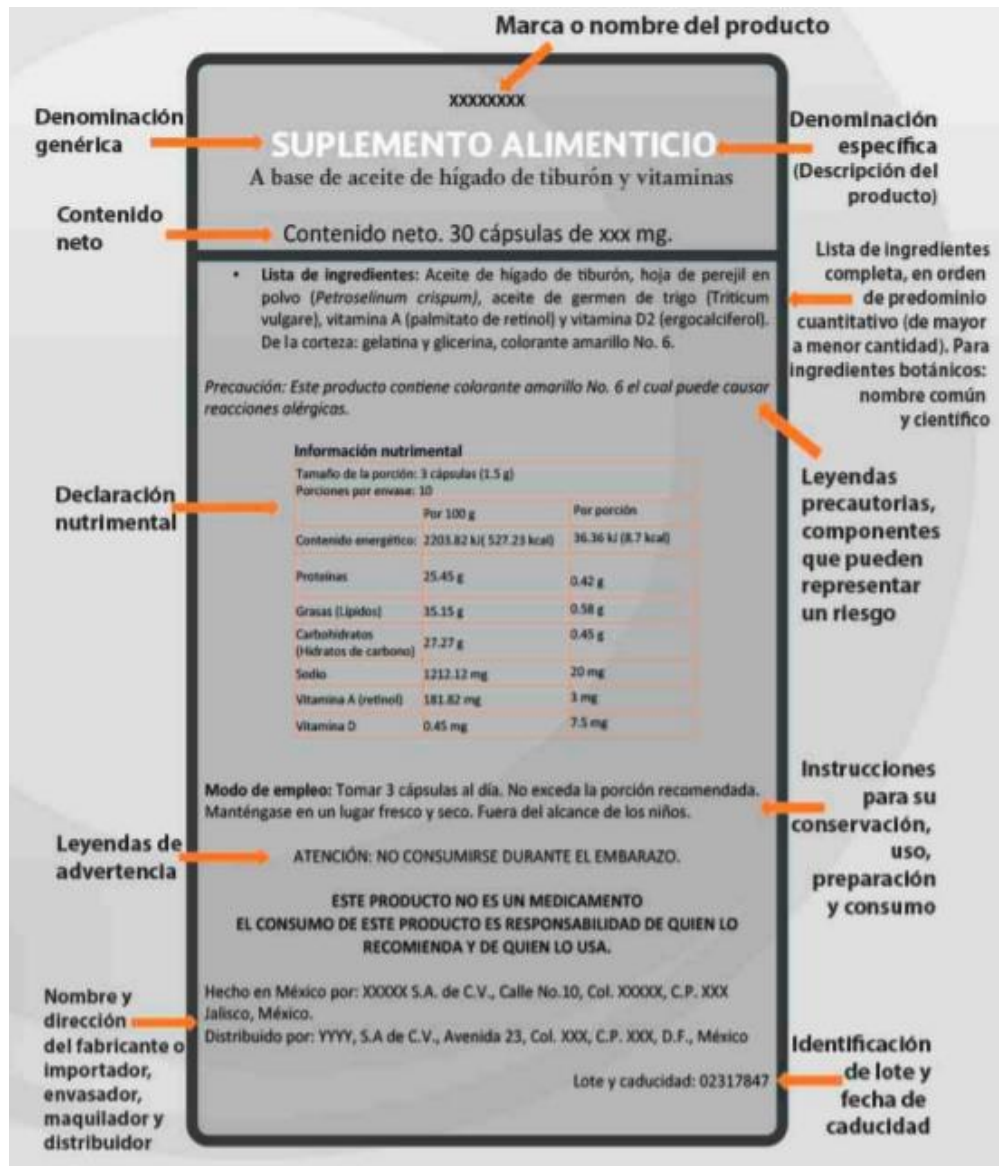 Marca o nombre del producto
XXXXXXXX
Denominación
genérica
SUPLEMENTO ALIMENTICIO
Denominación
específica
(Descripción del
producto)
A base de aceite de hígado de tiburón y vitaminas
Contenido
neto
Contenido neto. 30 cápsulas de xxx mg.
• Lista de ingredientes: Aceite de hígado de tiburón, hoja de perejil en
polvo (Petroselinum crispum), aceite de germen de trigo (Triticum
vulgare), vitamina A (palmitato de retinol) y vitamina D2 (ergocalciferol).
De la corteza: gelatina y glicerina, colorante amarillo No. 6.
Lista de ingredientes
completa, en orden
de predominio
cuantitativo (de mayor
a menor cantidad). Para
ingredientes botánicos:
nombre común
y científico
Precaución: Este producto contiene colorante amarillo No. 6 el cual puede causar
reacciones alérgicas.
Leyendas
precautorias,
componentes
que pueden
representar
un riesgo
Declaración
nutrimental
Información nutrimental
Tamaño de la porción: 3 cápsulas (1.5 g)
Porciones por envase: 10
Por 100 g Por porción
Contenido energético: 2203.82 kJ( 527.23 kcal) 36.36 kJ (8.7 kcal)
Proteínas 25.45 g 0.42 g
Grasas (Lípidos) 35.15 g 0.58 g
Carbohidratos
(Hidratos de carbono) 27.27 g 0.45 g
Sodio 1212.12 mg 20 mg
Vitamina A (retinol) 181.82 mg 3 mg
Vitamina D 0.45 mg 7.5 mg
Modo de empleo: Tomar 3 cápsulas al día. No exceda la porción recomendada.
Manténgase en un lugar fresco y seco. Fuera del alcance de los niños.
Instrucciones
para su
conservación,
uso,
preparación
y consumo
Leyendas de
advertencia
ATENCIÓN: NO CONSUMIRSE DURANTE EL EMBARAZO.
ESTE PRODUCTO NO ES UN MEDICAMENTO
EL CONSUMO DE ESTE PRODUCTO ES RESPONSABILIDAD DE QUIEN LO
RECOMIENDA Y DE QUIEN LO USA.
Nombre y
dirección
del fabricante o
importador,
envasador,
maquilador y
distribuidor
Hecho en México por: XXXXX S.A. de C.V., Calle No.10, Col. XXXXX, C.P. XXX
Jalisco, México.
Distribuido por: YYYY, S.A de C.V., Avenida 23, Col. XXX, C.P. XXX, D.F., México
Lote y caducidad: 02317847
Identificación
de lote y
fecha de
caducidad